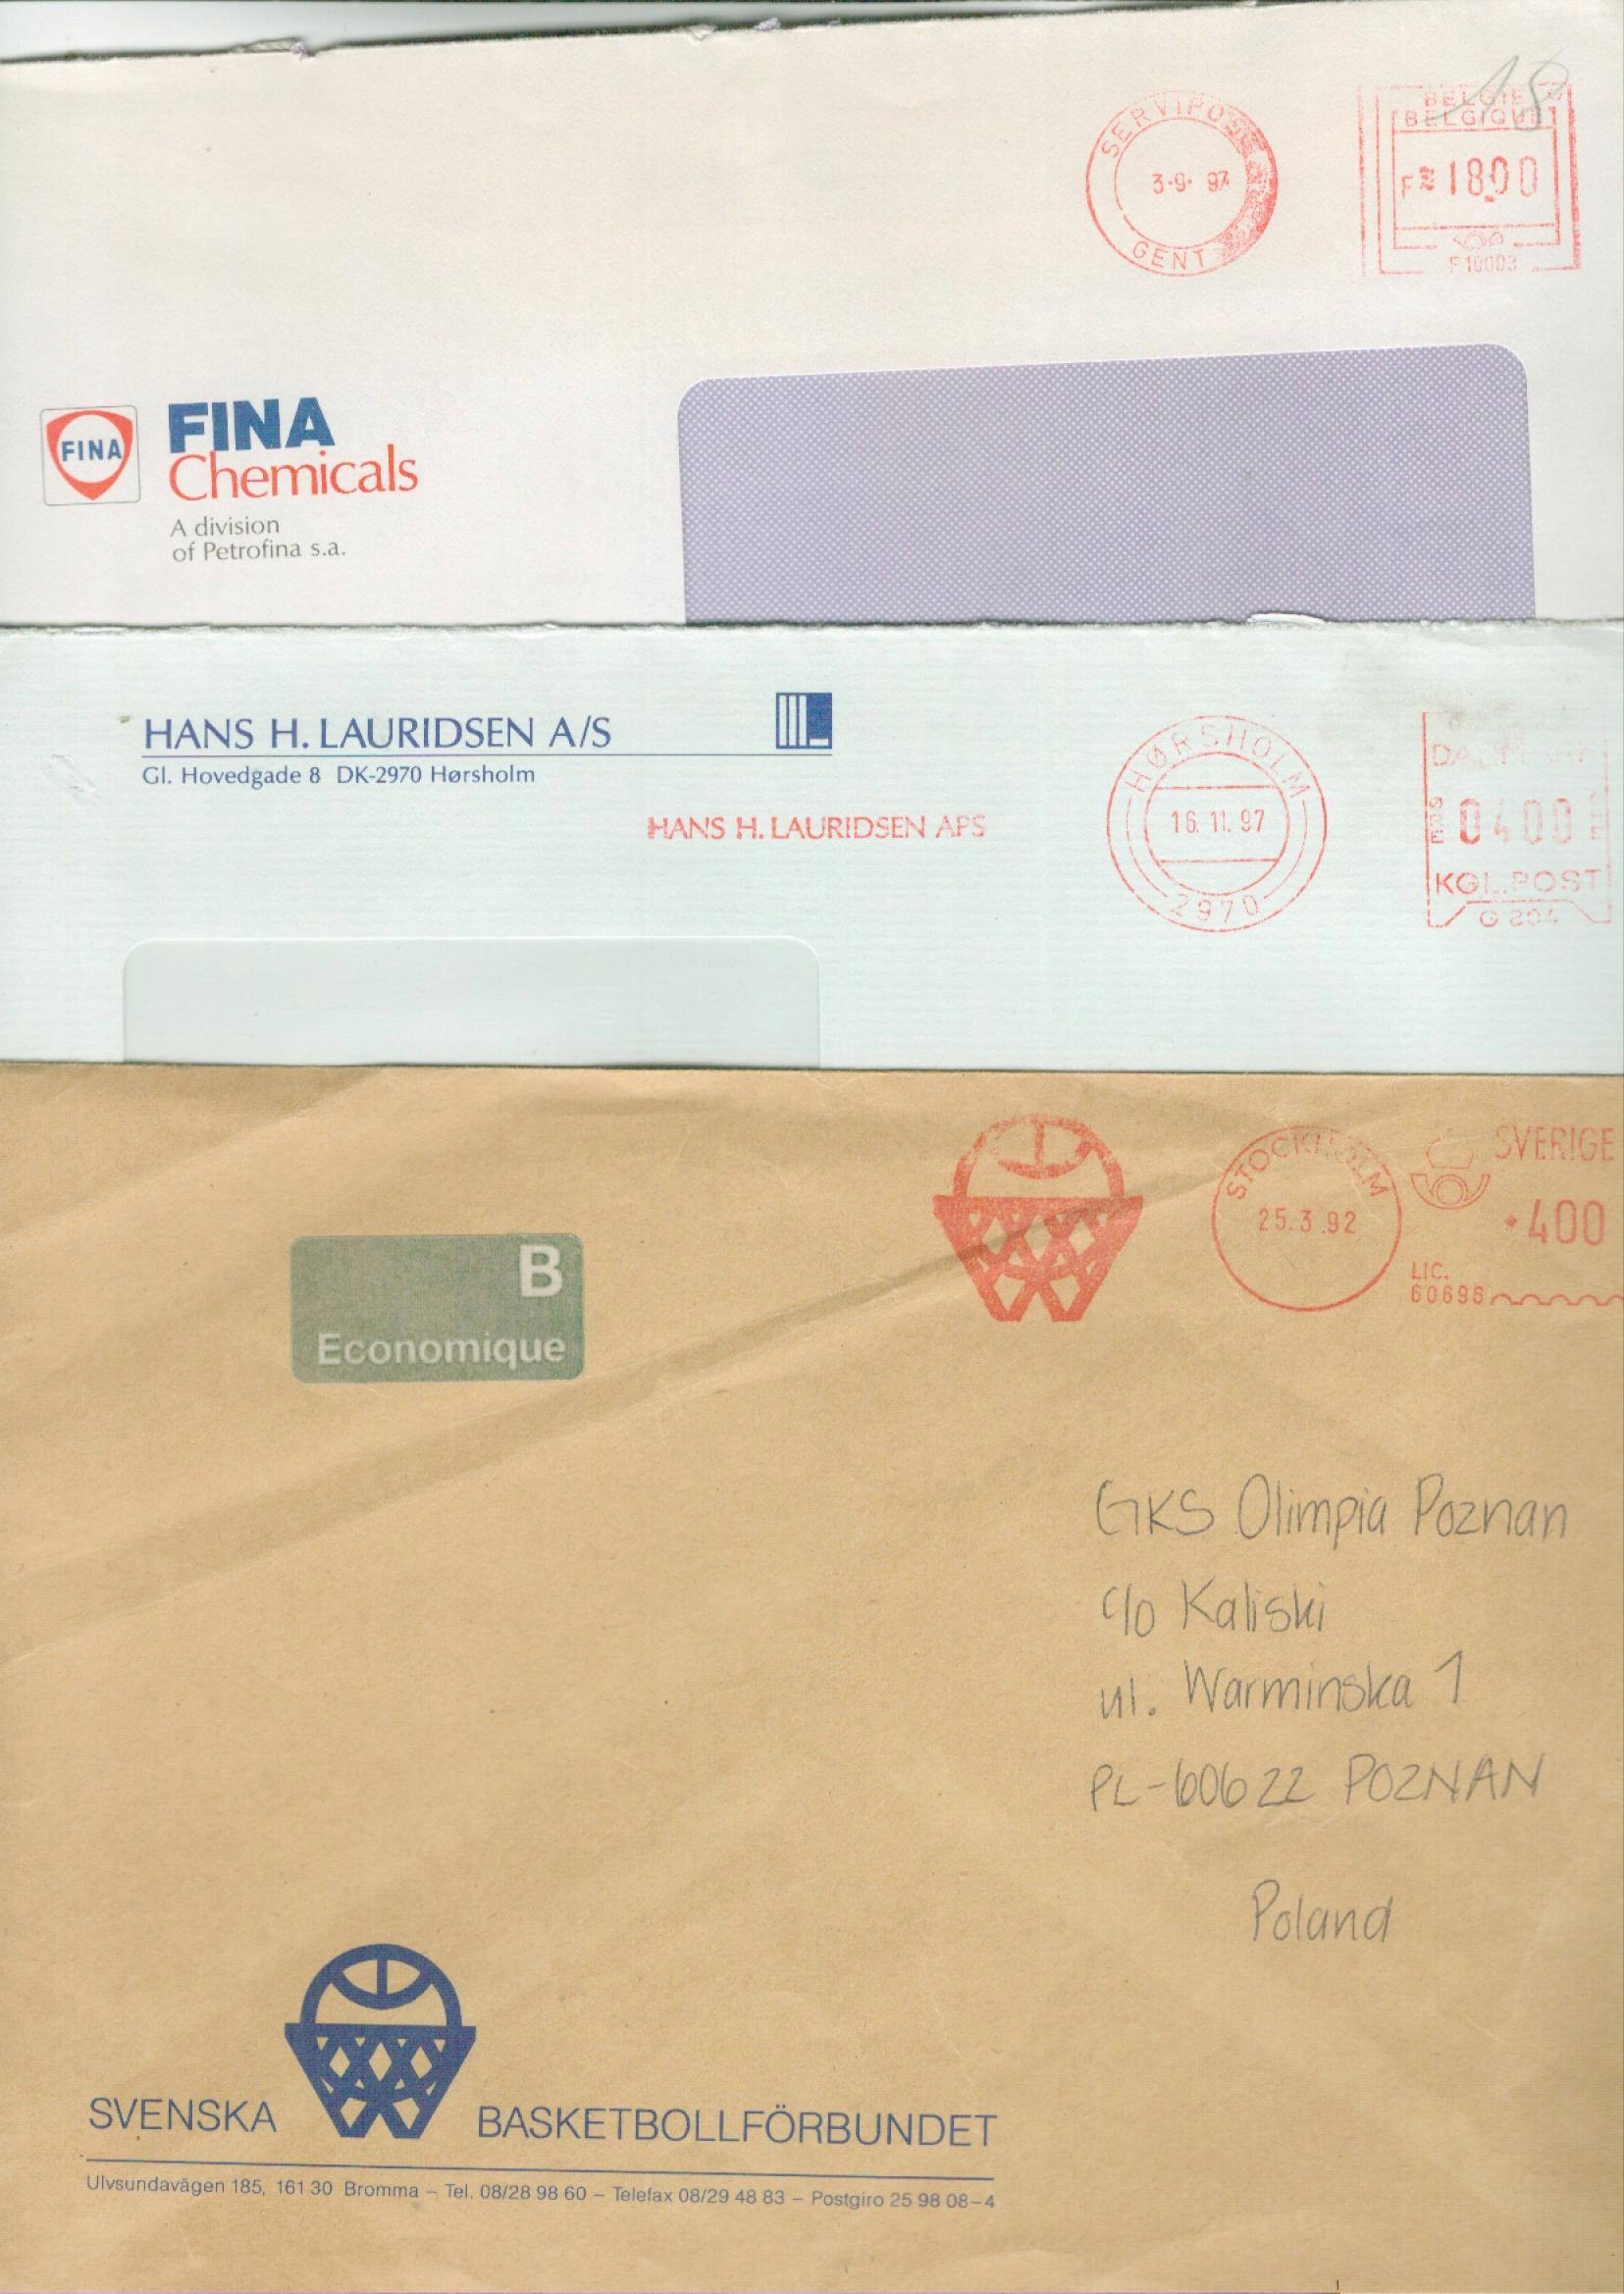 18
SERVIPOST
3·9· 97
GENT
BELGIE
BELGIQUE
F 1800
P 10003
FINA
FINA
Chemicals
A division
of Petrofina s.a.
HANS H. LAURIDSEN A/S
Gl. Hovedgade 8 DK-2970 Hørsholm
HANS H. LAURIDSEN APS
HØRSHOLM
16. 11. 97
2970
DANMARK
0400
KGL. POST
G 204
STOCKHOLM
25.3.92
SVERIGE
400
LIC.
60696
B
Economique
GKS Olimpia Poznan
c/o Kaliski
ul. Warminska 1
PL-60622 POZNAN
Poland
SVENSKA BASKETBOLLFÖRBUNDET
Ulvsundavägen 185, 161 30 Bromma – Tel. 08/28 98 60 – Telefax 08/29 48 83 – Postgiro 25 98 08–4